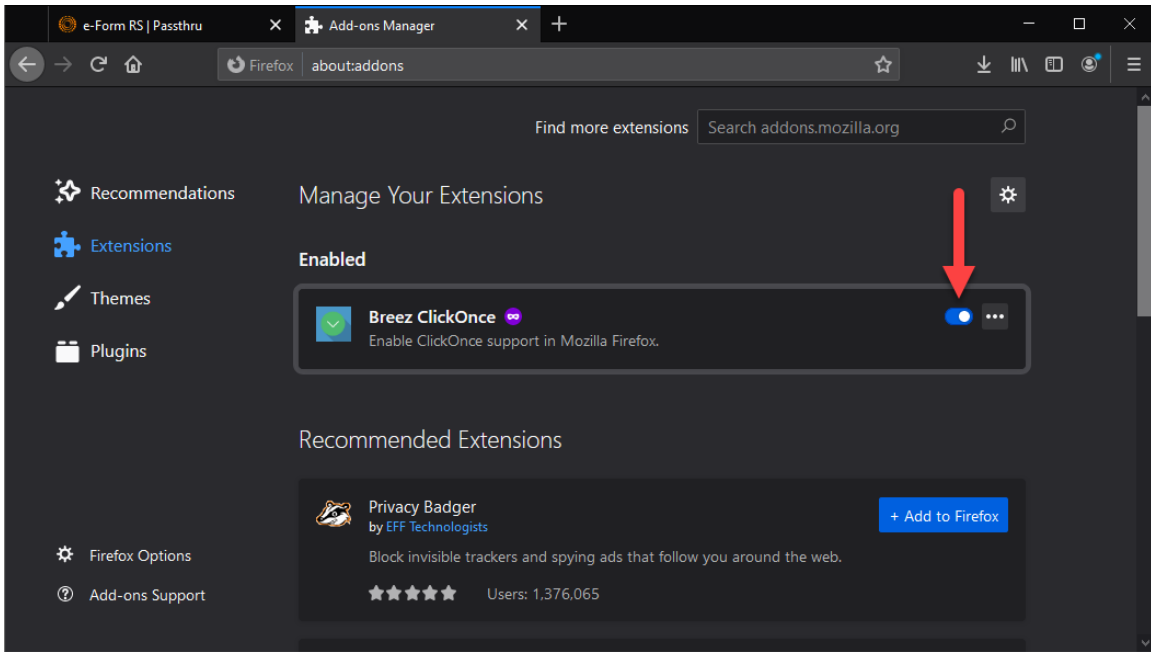 e-Form RS | Passthru
Add-ons Manager
Firefox
about:addons
Find more extensions
Search addons.mozilla.org
Recommendations
Manage Your Extensions
Extensions
Enabled
Themes
Breez ClickOnce
Enable ClickOnce support in Mozilla Firefox.
Plugins
Recommended Extensions
Privacy Badger
by EFF Technologists
+ Add to Firefox
Block invisible trackers and spying ads that follow you around the web.
Users: 1,376,065
Firefox Options
Add-ons Support